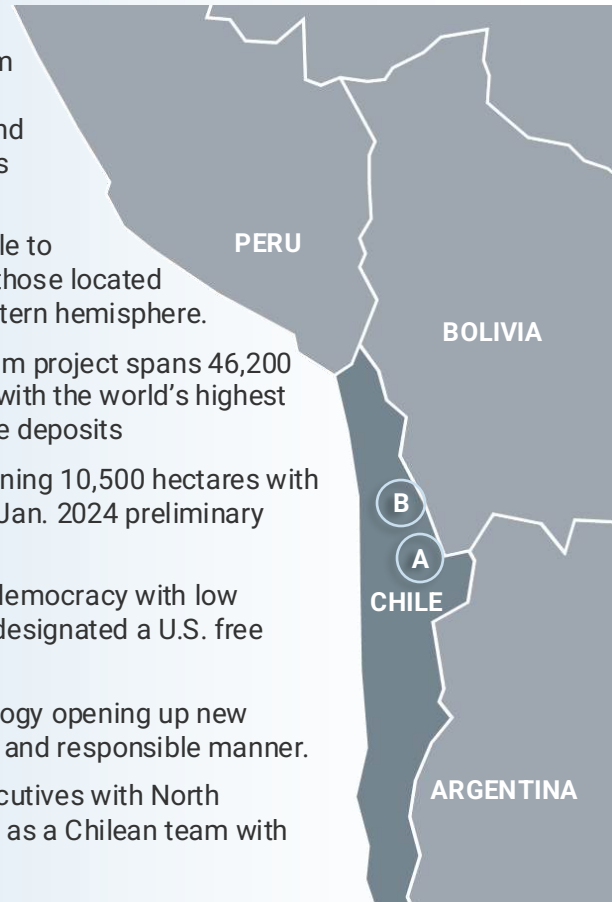 m
nd
s
le to
those located
tern hemisphere.
m project spans 46,200
with the world's highest
e deposits
ning 10,500 hectares with
Jan. 2024 preliminary
democracy with low
designated a U.S. free
ogy opening up new
and responsible manner.
cutives with North
as a Chilean team with
PERU
BOLIVIA
B
A
CHILE
ARGENTINA